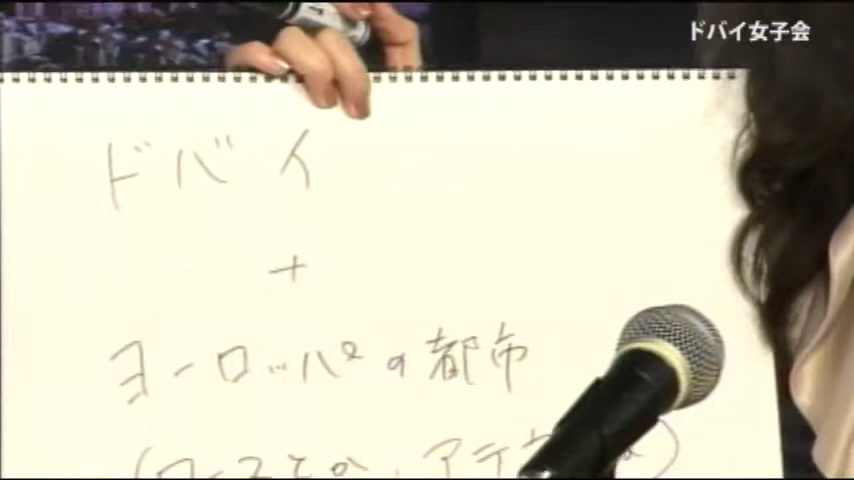 ドバイ女子会
ドバイ
+
ヨーロッパの都市